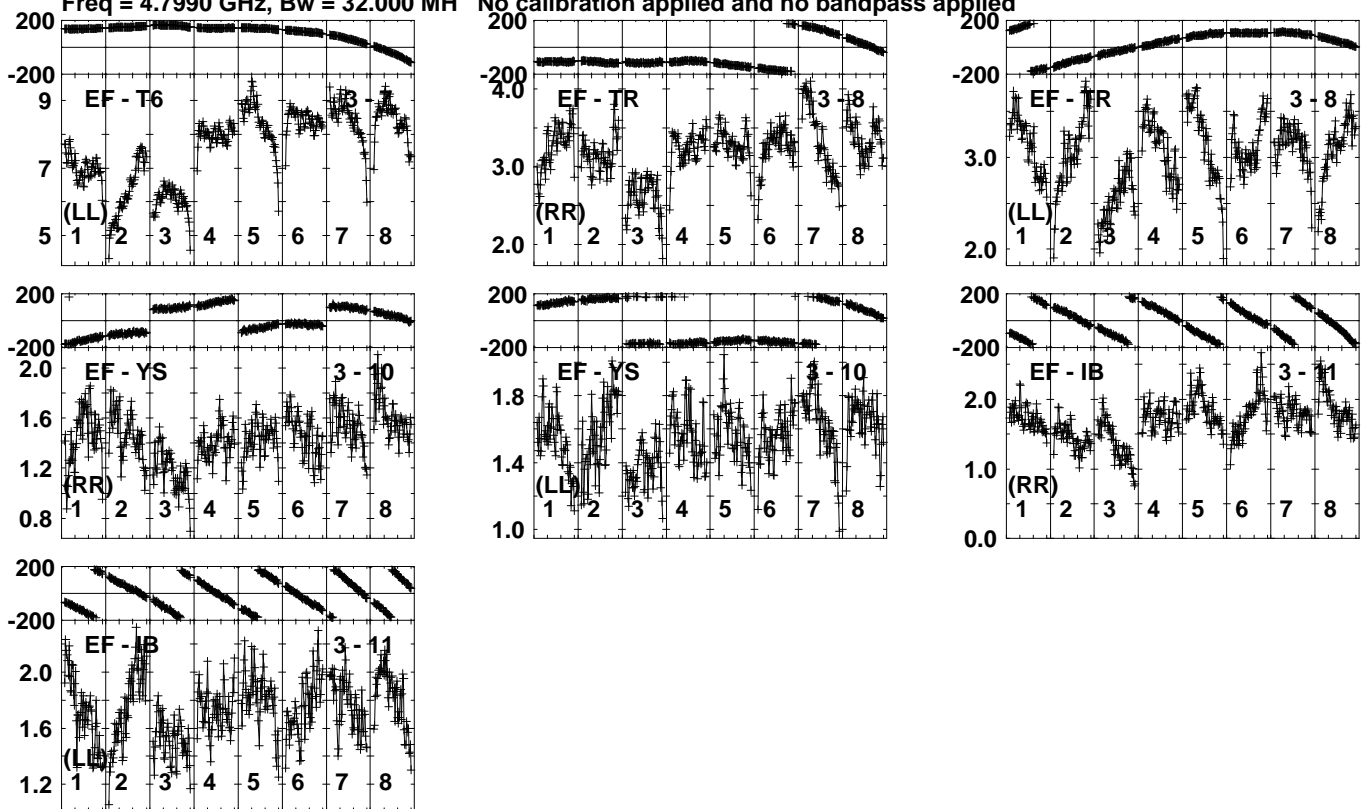 Freq = 4.7990 GHz, Bw = 32.000 MH No calibration applied and no bandpass applied
200
-200
9
7
5
EF - T6
3 - 7
(LL)
1 2 3 4 5 6 7 8
200
-200
4.0
3.0
2.0
EF - TR
3 - 8
(RR)
1 2 3 4 5 6 7 8
200
-200
3.0
2.0
EF - TR
3 - 8
(LL)
1 2 3 4 5 6 7 8
200
-200
2.0
1.6
1.2
0.8
EF - YS
3 - 10
(RR)
1 2 3 4 5 6 7 8
200
-200
1.8
1.4
1.0
EF - YS
3 - 10
(LL)
1 2 3 4 5 6 7 8
200
-200
2.0
1.0
0.0
EF - IB
3 - 11
(RR)
1 2 3 4 5 6 7 8
200
-200
2.0
1.6
1.2
EF - IB
3 - 11
(LL)
1 2 3 4 5 6 7 8